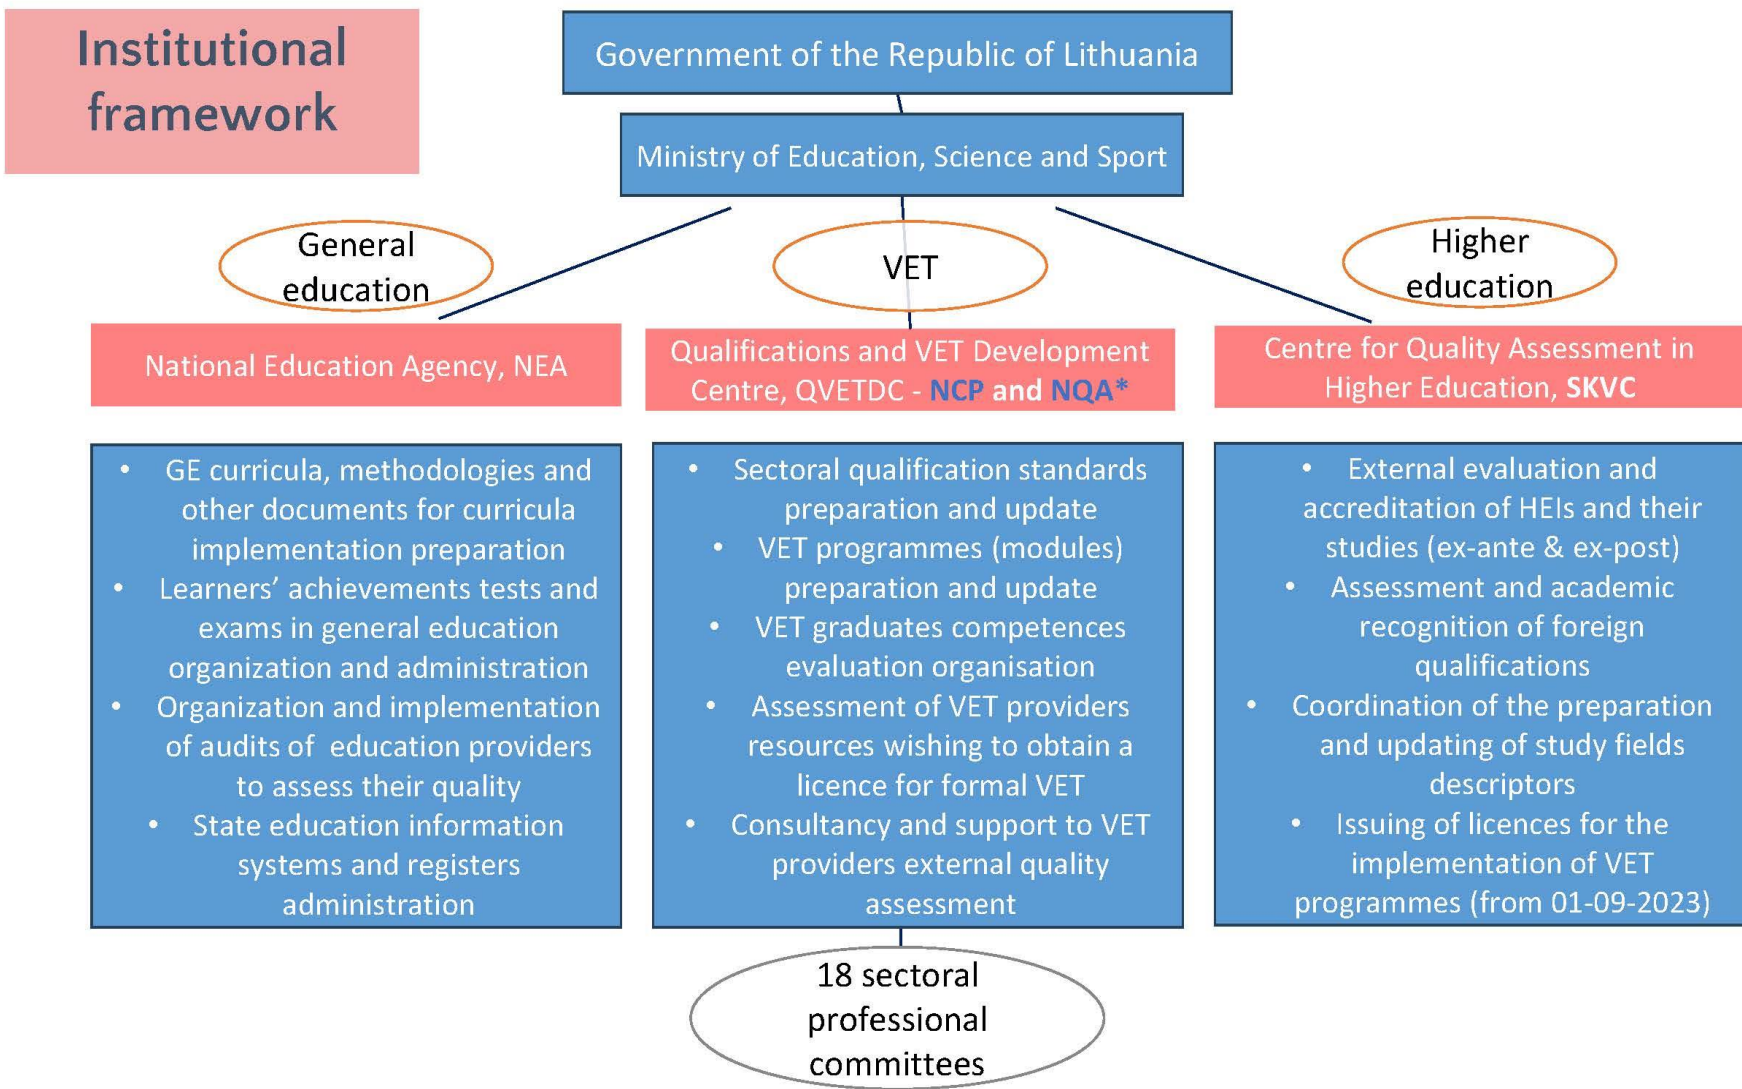 Institutional
framework
Government of the Republic of Lithuania
Ministry of Education, Science and Sport
General
education
VET
Higher
education
National Education Agency, NEA
Qualifications and VET Development
Centre, QVETDC - NCP and NQA*
Centre for Quality Assessment in
Higher Education, SKVC
• GE curricula, methodologies and
other documents for curricula
implementation preparation
• Learners’ achievements tests and
exams in general education
organization and administration
• Organization and implementation
of audits of education providers
to assess their quality
• State education information
systems and registers
administration
• Sectoral qualification standards
preparation and update
• VET programmes (modules)
preparation and update
• VET graduates competences
evaluation organisation
• Assessment of VET providers
resources wishing to obtain a
licence for formal VET
• Consultancy and support to VET
providers external quality
assessment
• External evaluation and
accreditation of HEIs and their
studies (ex-ante & ex-post)
• Assessment and academic
recognition of foreign
qualifications
• Coordination of the preparation
and updating of study fields
descriptors
• Issuing of licences for the
implementation of VET
programmes (from 01-09-2023)
18 sectoral
professional
committees